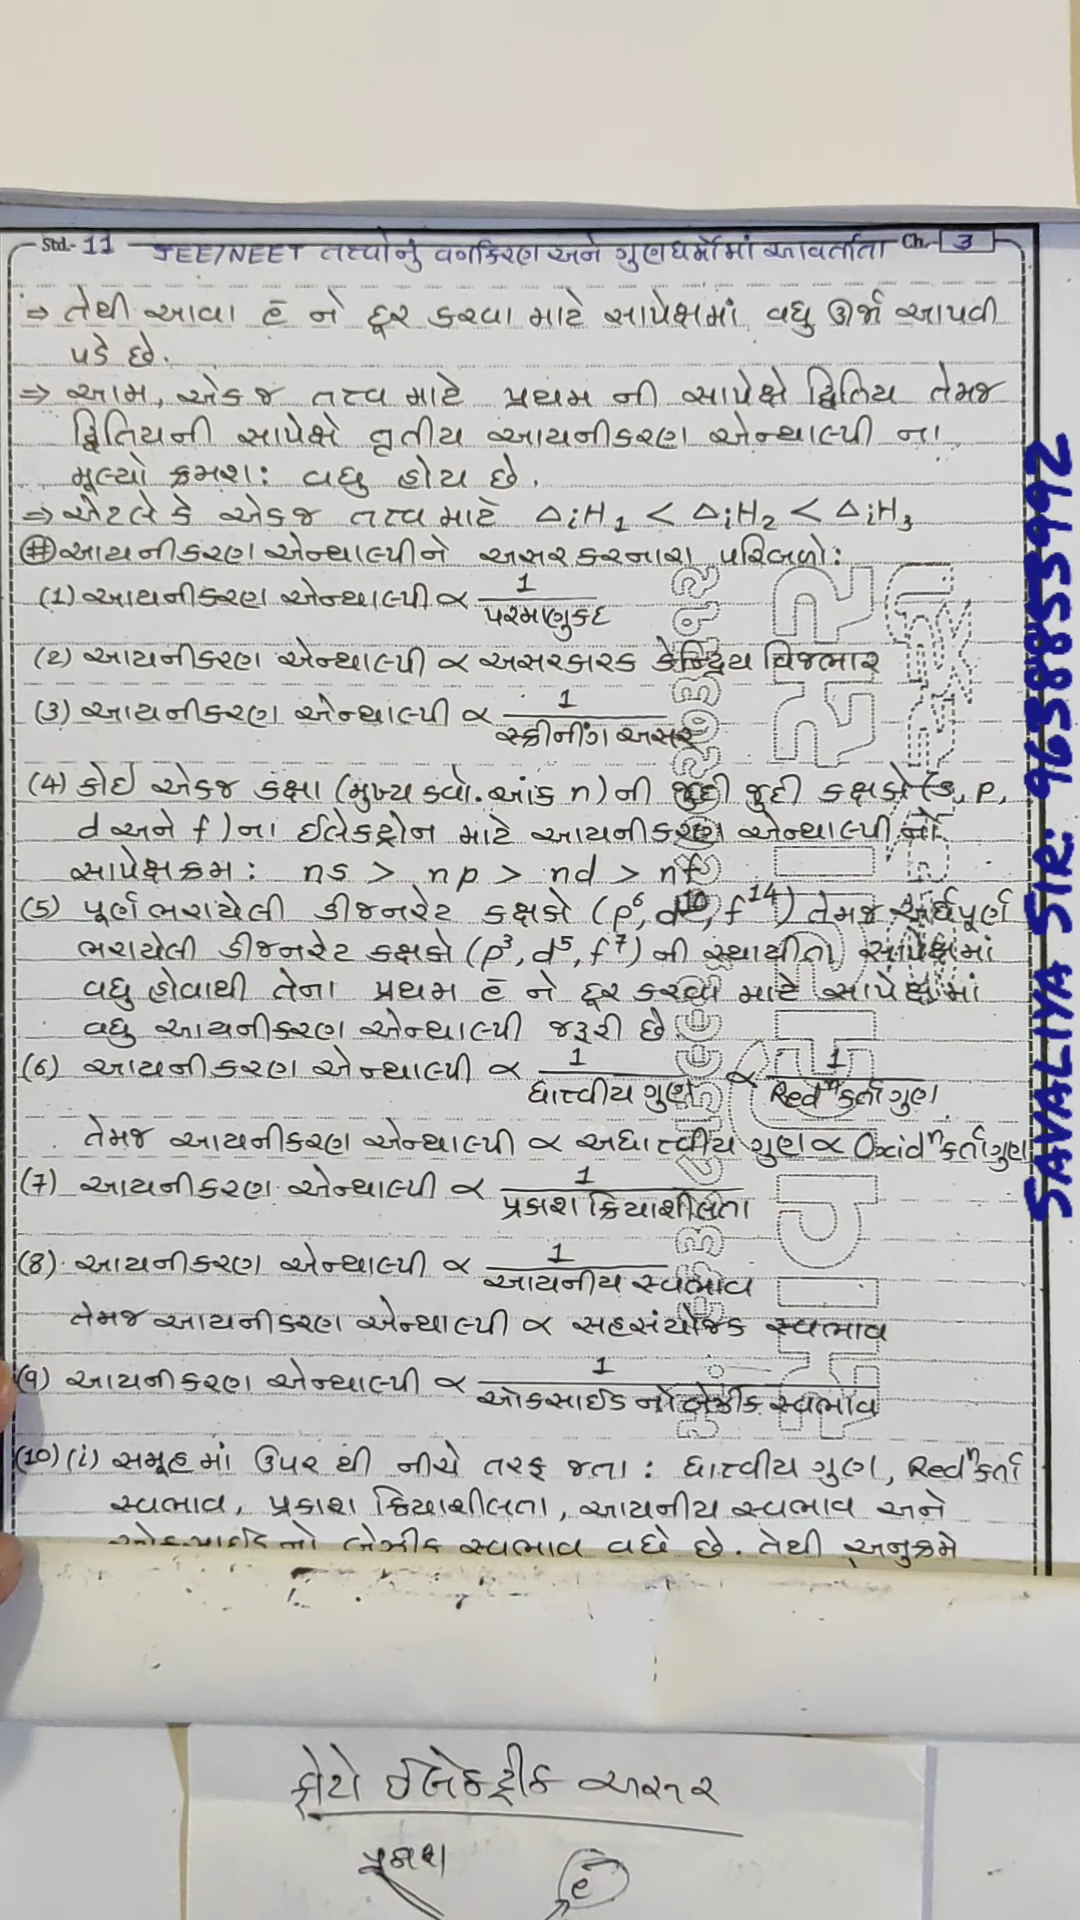 Std.- 11 JEE/NEET તત્ત્વોનું વર્ગીકરણ અને ગુણધર્મોમાં આવર્તતા Ch.- 3
⇒ તેથી આવા ē ને દૂર કરવા માટે સાપેક્ષમાં વધુ ઊર્જા આપવી
પડે છે.
⇒ આમ, એક જ તત્ત્વ માટે પ્રથમ ની સાપેક્ષે દ્વિતિય તેમજ
દ્વિતિયની સાપેક્ષે તૃતીય આયનીકરણ એન્થાલ્પી ના
મૂલ્યો ક્રમશ: વધુ હોય છે.
⇒ એટલે કે એકજ તત્ત્વ માટે ΔiH1 < ΔiH2 < ΔiH3
# આયનીકરણ એન્થાલ્પીને અસર કરનારા પરિબળો:
(1) આયનીકરણ એન્થાલ્પી ∝ 1
પરમાણુકદ
(2) આયનીકરણ એન્થાલ્પી ∝ અસરકારક કેન્દ્રિય વિજભાર
(3) આયનીકરણ એન્થાલ્પી ∝ 1
સ્ક્રીનીંગ અસર
(4) કોઈ એકજ કક્ષા (મુખ્ય ક્વો. આંક n) ની જુદી જુદી કક્ષકો (s, p,
d અને f) ના ઈલેક્ટ્રોન માટે આયનીકરણ એન્થાલ્પી નો
સાપેક્ષ ક્રમ: ns > np > nd > nf
(5) પૂર્ણ ભરાયેલી ડીજનરેટ કક્ષકો (p⁶, d¹⁰, f¹⁴) તેમજ અર્ધપૂર્ણ
ભરાયેલી ડીજનરેટ કક્ષકો (p³, d⁵, f⁷) ની સ્થાયીતા સાપેક્ષમાં
વધુ હોવાથી તેના પ્રથમ ē ને દૂર કરવા માટે સાપેક્ષમાં
વધુ આયનીકરણ એન્થાલ્પી જરૂરી છે.
(6) આયનીકરણ એન્થાલ્પી ∝ 1 ∝ 1
ધાત્ત્વીય ગુણ Redⁿ કર્તા ગુણ
તેમજ આયનીકરણ એન્થાલ્પી ∝ અધાત્ત્વીય ગુણ ∝ Oxidⁿ કર્તા ગુણ
(7) આયનીકરણ એન્થાલ્પી ∝ 1
પ્રકાશ ક્રિયાશીલતા
(8) આયનીકરણ એન્થાલ્પી ∝ 1
આયનીય સ્વભાવ
તેમજ આયનીકરણ એન્થાલ્પી ∝ સહસંયોજક સ્વભાવ
(9) આયનીકરણ એન્થાલ્પી ∝ 1
ઓક્સાઈડ નો બેઝીક સ્વભાવ
(10) (i) સમૂહમાં ઉપર થી નીચે તરફ જતા: ધાત્ત્વીય ગુણ, Redⁿ કર્તા
સ્વભાવ, પ્રકાશ ક્રિયાશીલતા, આયનીય સ્વભાવ અને
ઓક્સાઈડ નો બેઝીક સ્વભાવ વધે છે. તેથી અનુક્રમે
SAVALIYA SIR: 9638853992
ફોટો ઈલેક્ટ્રીક અસર
પ્રકાશ
ē